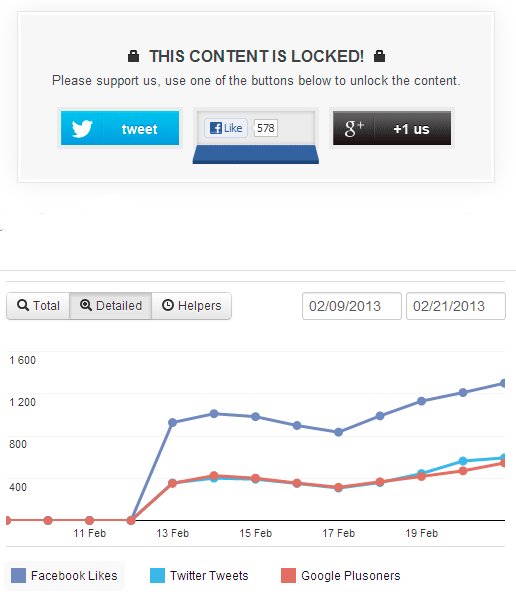 THIS CONTENT IS LOCKED!
Please support us, use one of the buttons below to unlock the content.
tweet
Like 578
g+ +1 us
Total Detailed Helpers
02/09/2013 02/21/2013
1 600
1 200
800
400
11 Feb 13 Feb 15 Feb 17 Feb 19 Feb
Facebook Likes Twitter Tweets Google Plusoners